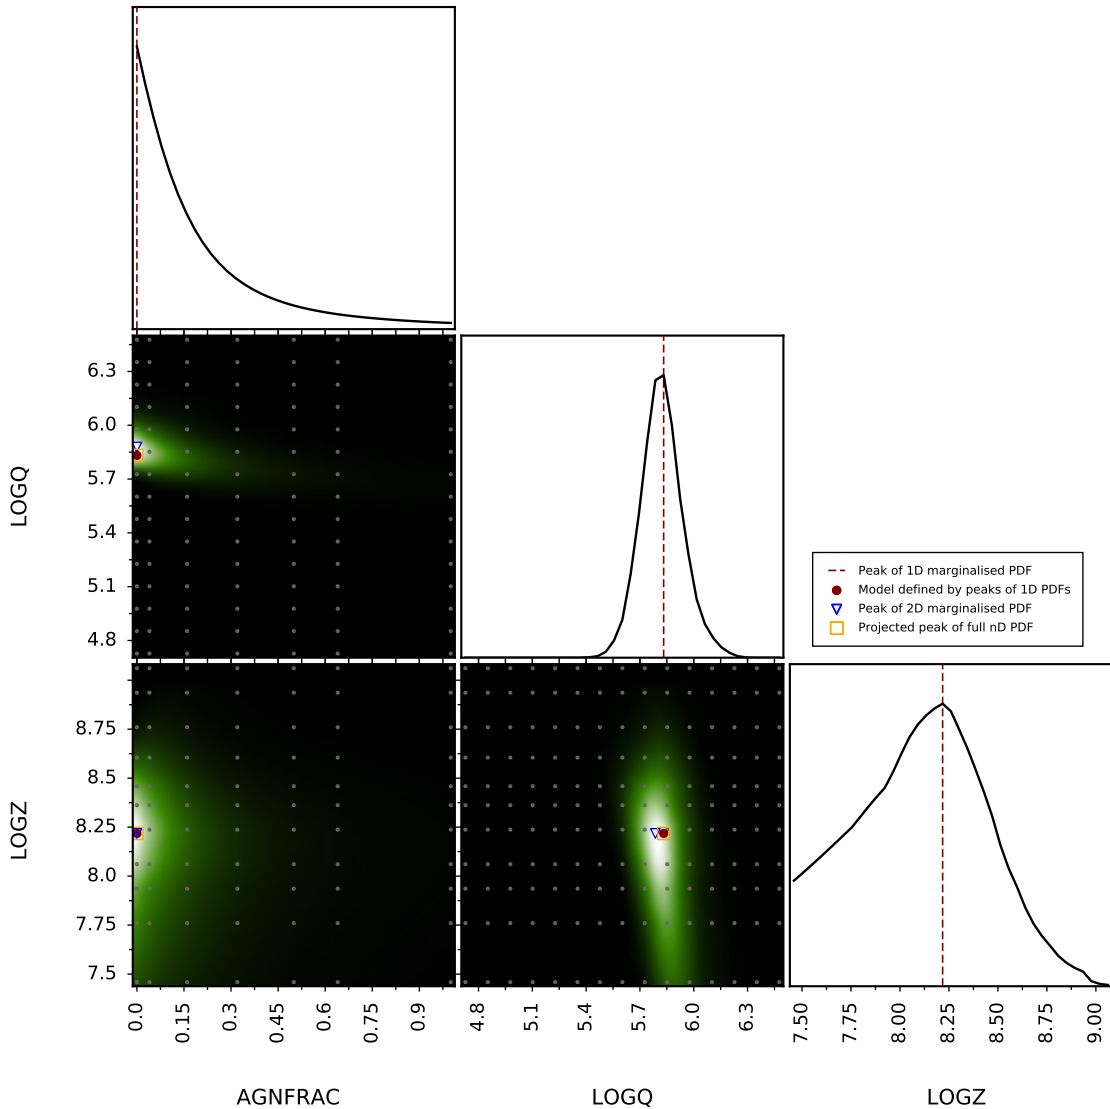 6.3
6.0
5.7
5.4
5.1
4.8
LOGQ
Peak of 1D marginalised PDF
Model defined by peaks of 1D PDFs
Peak of 2D marginalised PDF
Projected peak of full nD PDF
8.75
8.5
8.25
8.0
7.75
7.5
LOGZ
0.0 0.15 0.3 0.45 0.6 0.75 0.9
4.8 5.1 5.4 5.7 6.0 6.3
7.50 7.75 8.00 8.25 8.50 8.75 9.00
AGNFRAC LOGQ LOGZ